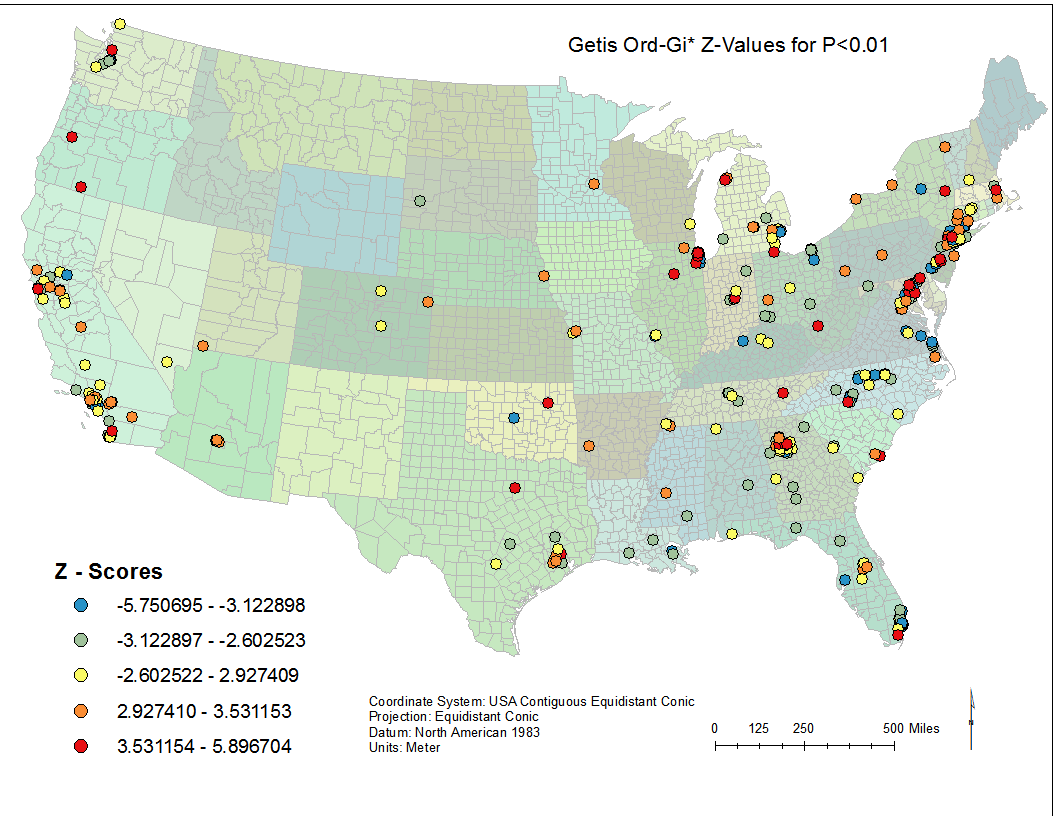 Getis Ord-Gi* Z-Values for P<0.01
Z - Scores
-5.750695 - -3.122898
-3.122897 - -2.602523
-2.602522 - 2.927409
2.927410 - 3.531153
3.531154 - 5.896704
Coordinate System: USA Contiguous Equidistant Conic
Projection: Equidistant Conic
Datum: North American 1983
Units: Meter
0 125 250 500 Miles
N